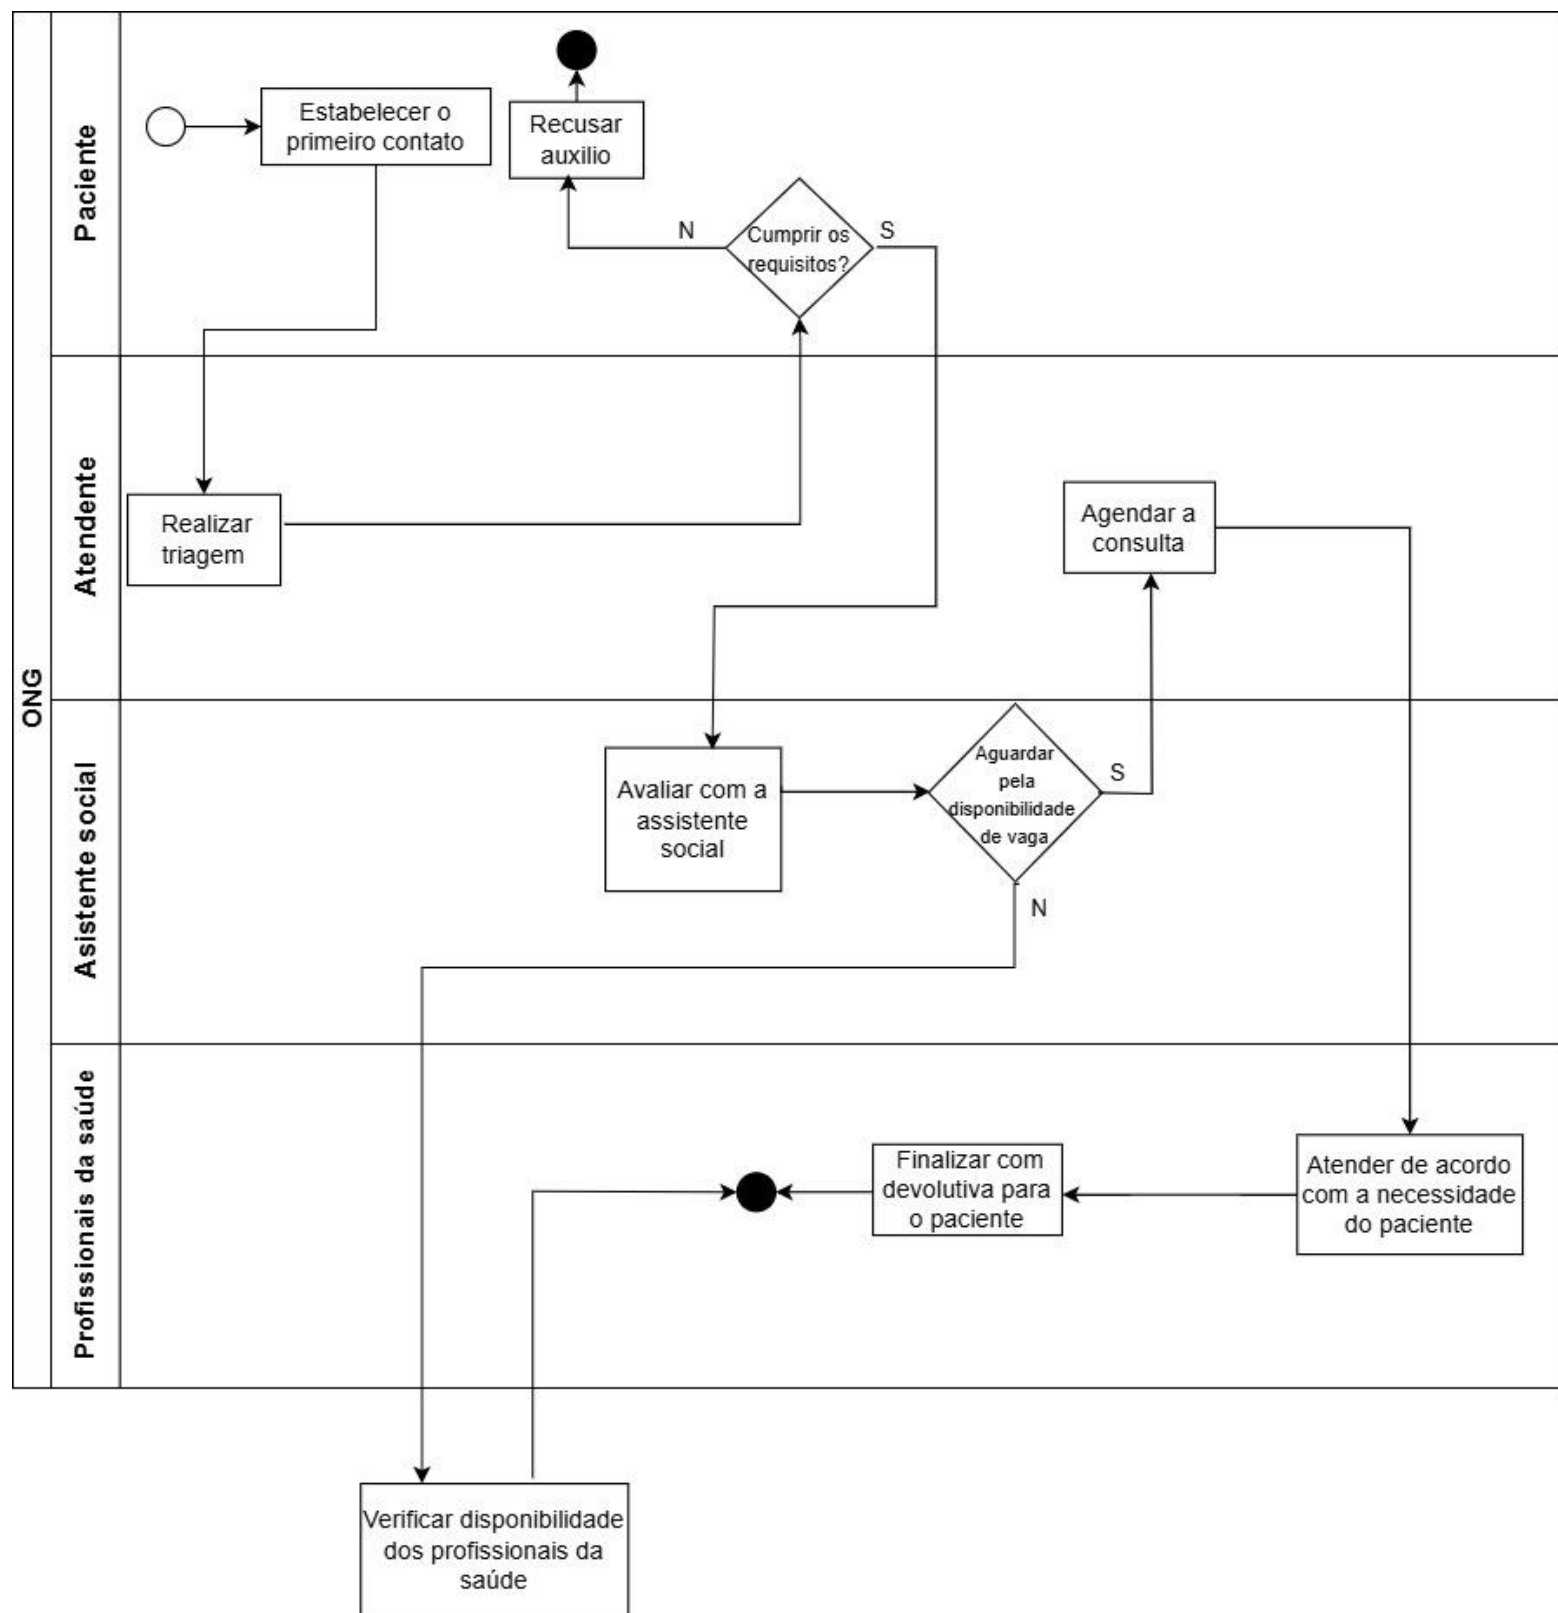 ONG
Paciente
Estabelecer o
primeiro contato
Recusar
auxilio
N
Cumprir os
requisitos?
S
Atendente
Realizar
triagem
Agendar a
consulta
Asistente social
Avaliar com a
assistente
social
Aguardar
pela
disponibilidade
de vaga
S
N
Profissionais da saúde
Finalizar com
devolutiva para
o paciente
Atender de acordo
com a necessidade
do paciente
Verificar disponibilidade
dos profissionais da
saúde